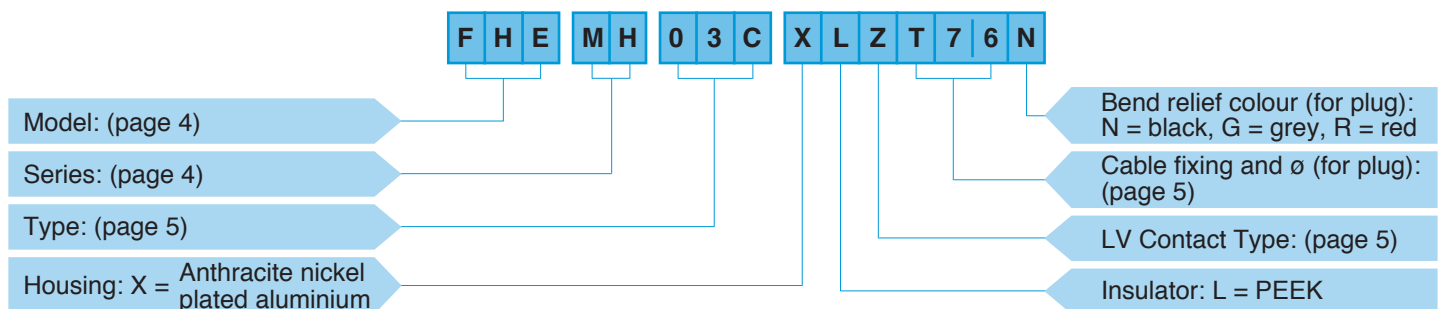 F H E M H 0 3 C X L Z T 7 6 N
Model: (page 4)
Series: (page 4)
Type: (page 5)
Housing: X = Anthracite nickel
plated aluminium
Bend relief colour (for plug):
N = black, G = grey, R = red
Cable fixing and ø (for plug):
(page 5)
LV Contact Type: (page 5)
Insulator: L = PEEK